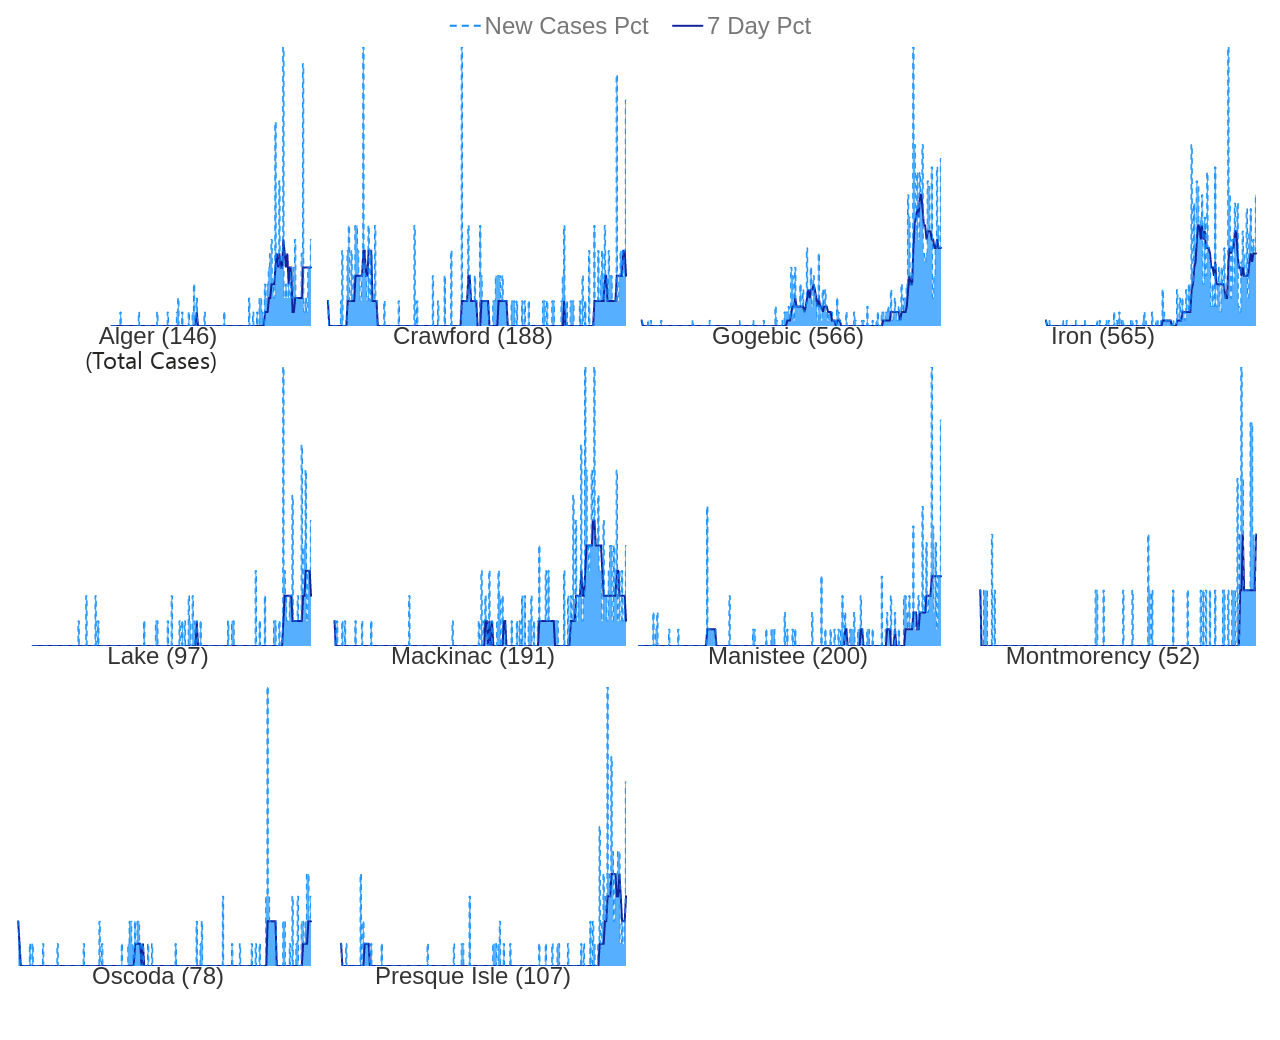 New Cases Pct 7 Day Pct
Alger (146) Crawford (188) Gogebic (566) Iron (565)
(Total Cases)
Lake (97) Mackinac (191) Manistee (200) Montmorency (52)
Oscoda (78) Presque Isle (107)